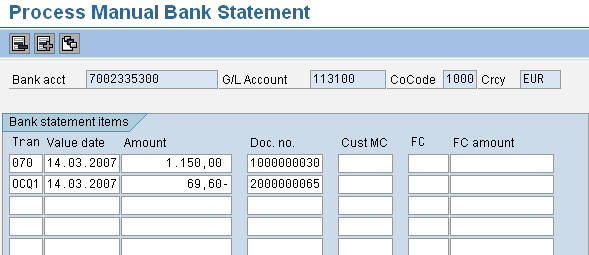 Process Manual Bank Statement
Bank acct 7002335300 G/L Account 113100 CoCode 1000 Crcy EUR
Bank statement items
Tran Value date Amount Doc. no. Cust MC FC FC amount
070 14.03.2007 1.150,00 1000000030
OCQ1 14.03.2007 69,60- 2000000065